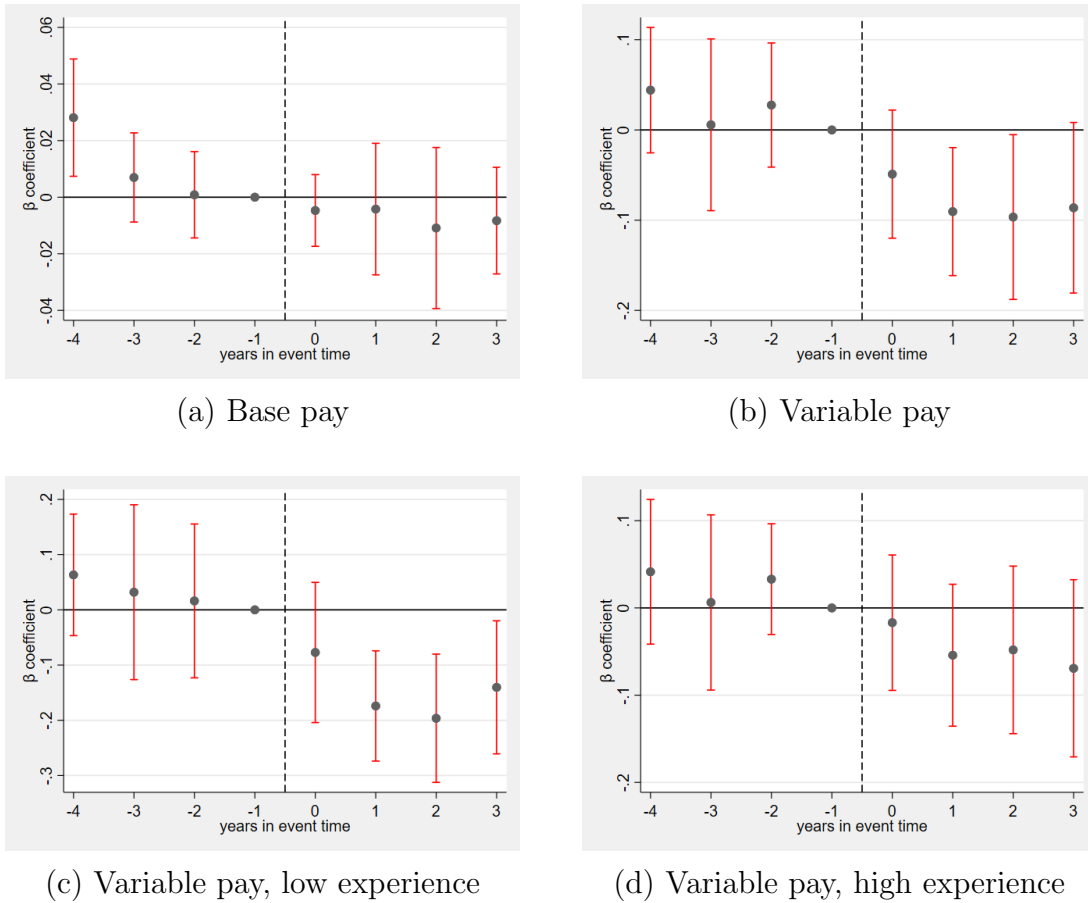 .06
.04
.02
0
-.02
-.04
β coefficient
-4 -3 -2 -1 0 1 2 3
years in event time
(a) Base pay
.1
0
-.1
-.2
β coefficient
-4 -3 -2 -1 0 1 2 3
years in event time
(b) Variable pay
.2
.1
0
-.1
-.2
-.3
β coefficient
-4 -3 -2 -1 0 1 2 3
years in event time
(c) Variable pay, low experience
.1
0
-.1
-.2
β coefficient
-4 -3 -2 -1 0 1 2 3
years in event time
(d) Variable pay, high experience